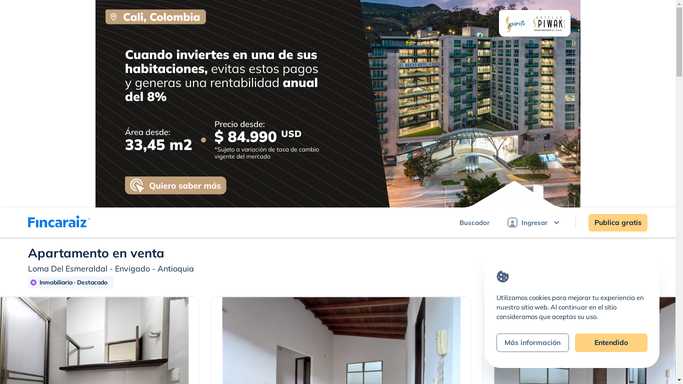 Cali, Colombia
Cuando inviertes en una de sus
habitaciones, evitas estos pagos
y generas una rentabilidad anual
del 8%
Área desde:
33,45 m2
Precio desde:
$ 84.990 USD
*Sujeto a variación de tasa de cambio
vigente del mercado
Quiero saber más
SPIWAK
Fincaraiz
Buscador
Ingresar
Publica gratis
Apartamento en venta
Loma Del Esmeraldal - Envigado - Antioquia
Inmobiliaria - Destacado
Utilizamos cookies para mejorar tu experiencia en
nuestro sitio web. Al continuar en el sitio
consideramos que aceptas su uso.
Más información
Entendido